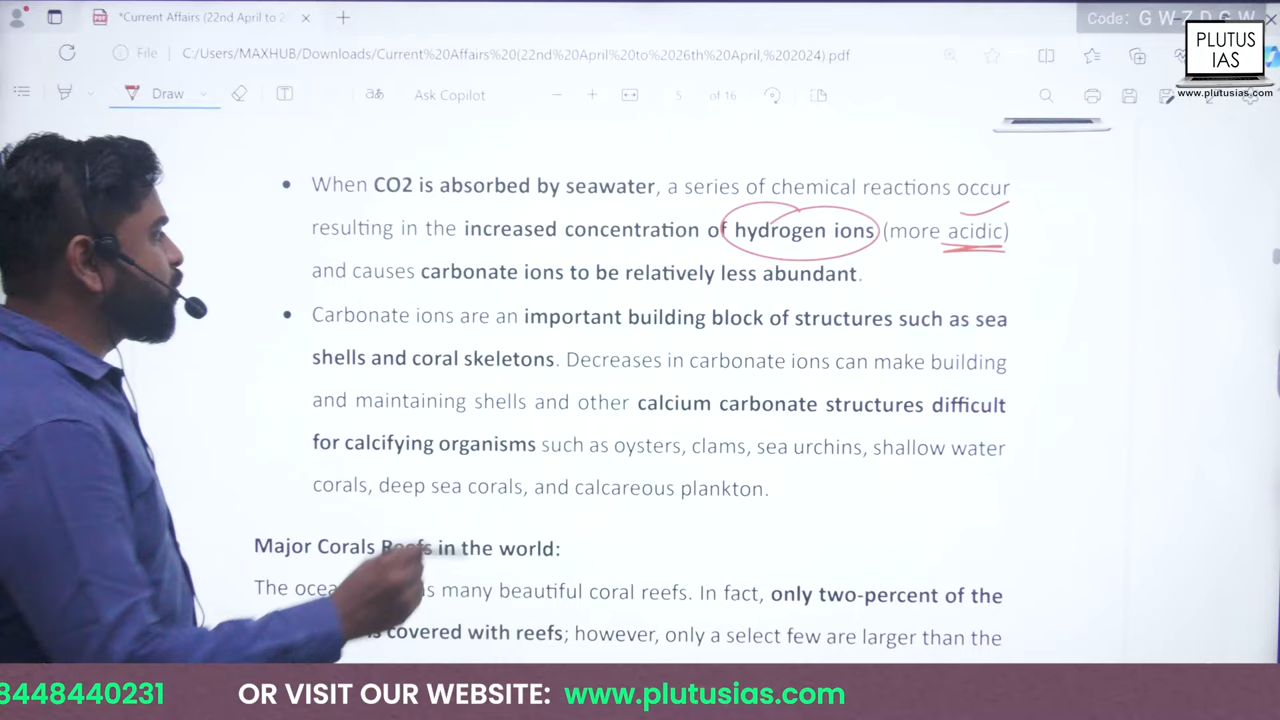 *Current Affairs (22nd April to 2
Code: G W Z D G W
File
C:/Users/MAXHUB/Downloads/Current%20Affairs%20(22nd%20April%20to%2026th%20April,%202024).pdf
PLUTUS
IAS
www.plutusias.com
Draw
Ask Copilot
5 of 16
When CO2 is absorbed by seawater, a series of chemical reactions occur
resulting in the increased concentration of hydrogen ions (more acidic)
and causes carbonate ions to be relatively less abundant.
Carbonate ions are an important building block of structures such as sea
shells and coral skeletons. Decreases in carbonate ions can make building
and maintaining shells and other calcium carbonate structures difficult
for calcifying organisms such as oysters, clams, sea urchins, shallow water
corals, deep sea corals, and calcareous plankton.
Major Corals Reefs in the world:
The many beautiful coral reefs. In fact, only two-percent of the
covered with reefs; however, only a select few are larger than the
8448440231 OR VISIT OUR WEBSITE: www.plutusias.com